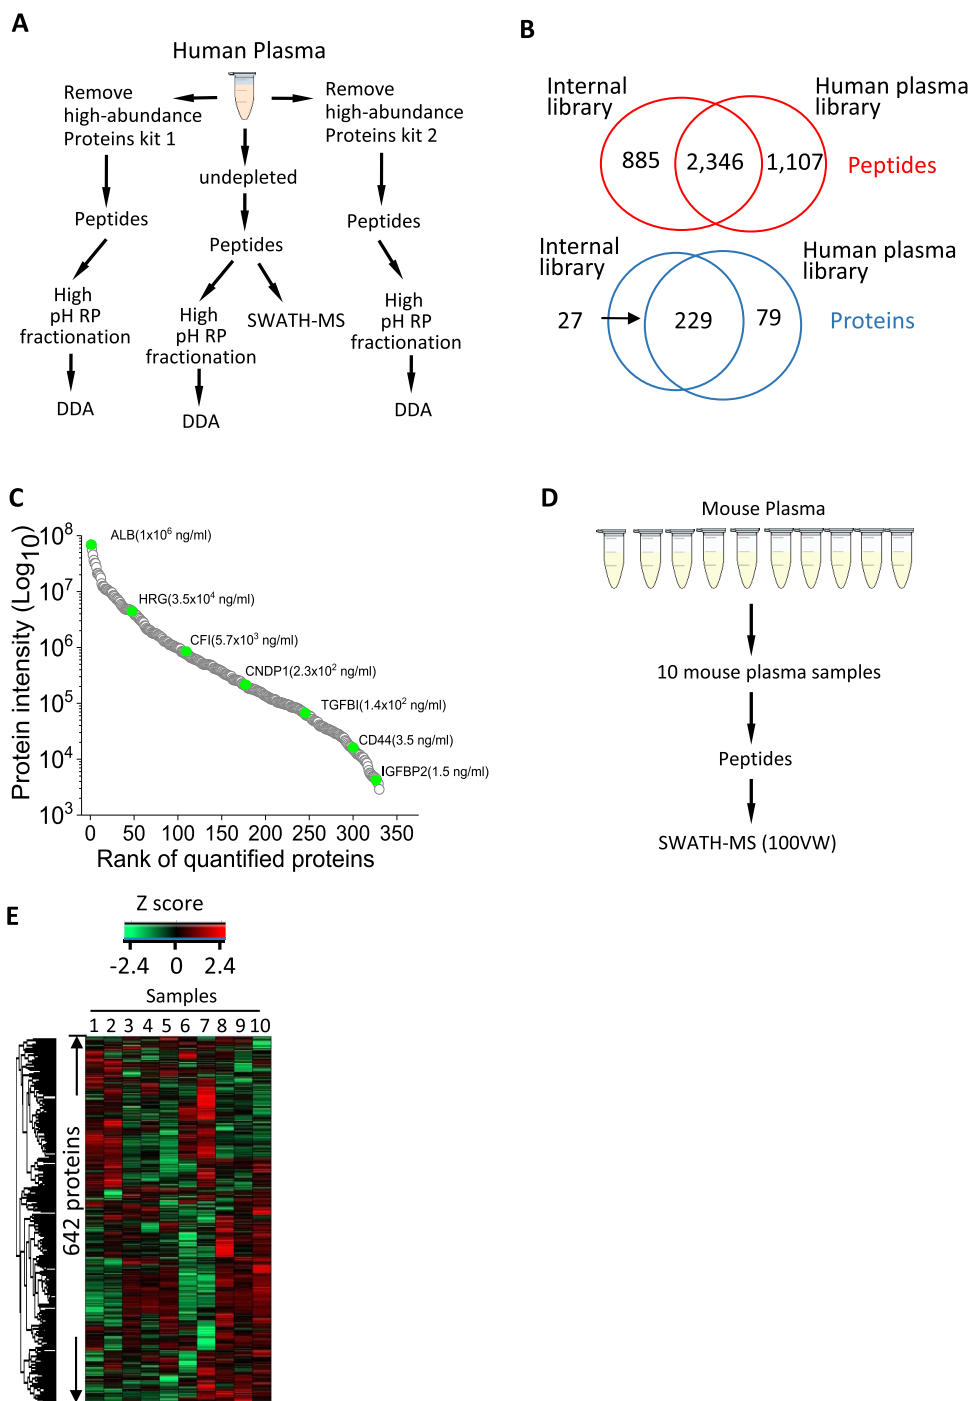 A
Human Plasma
Remove
high-abundance
Proteins kit 1
Remove
high-abundance
Proteins kit 2
undepleted
Peptides
Peptides
Peptides
High
pH RP
fractionation
High
pH RP
fractionation
SWATH-MS
High
pH RP
fractionation
DDA
DDA
DDA
B
Internal
library
Human plasma
library
885
2,346
1,107
Peptides
Internal
library
Human plasma
library
27
229
79
Proteins
C
Protein intensity (Log10)
10^8
10^7
10^6
10^5
10^4
10^3
ALB(1x10^6 ng/ml)
HRG(3.5x10^4 ng/ml)
CFI(5.7x10^3 ng/ml)
CNDP1(2.3x10^2 ng/ml)
TGFBI(1.4x10^2 ng/ml)
CD44(3.5 ng/ml)
IGFBP2(1.5 ng/ml)
0 50 100 150 200 250 300 350
Rank of quantified proteins
D
Mouse Plasma
10 mouse plasma samples
Peptides
SWATH-MS (100VW)
E
Z score
-2.4 0 2.4
Samples
1 2 3 4 5 6 7 8 9 10
642 proteins